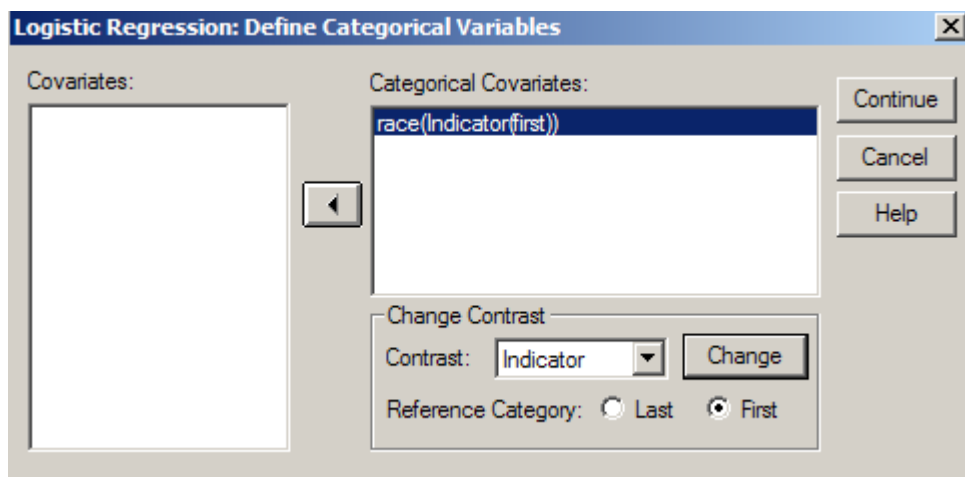 Logistic Regression: Define Categorical Variables
Covariates:
Categorical Covariates:
race(Indicator(first))
Continue
Cancel
Help
Change Contrast
Contrast: Indicator Change
Reference Category: Last First